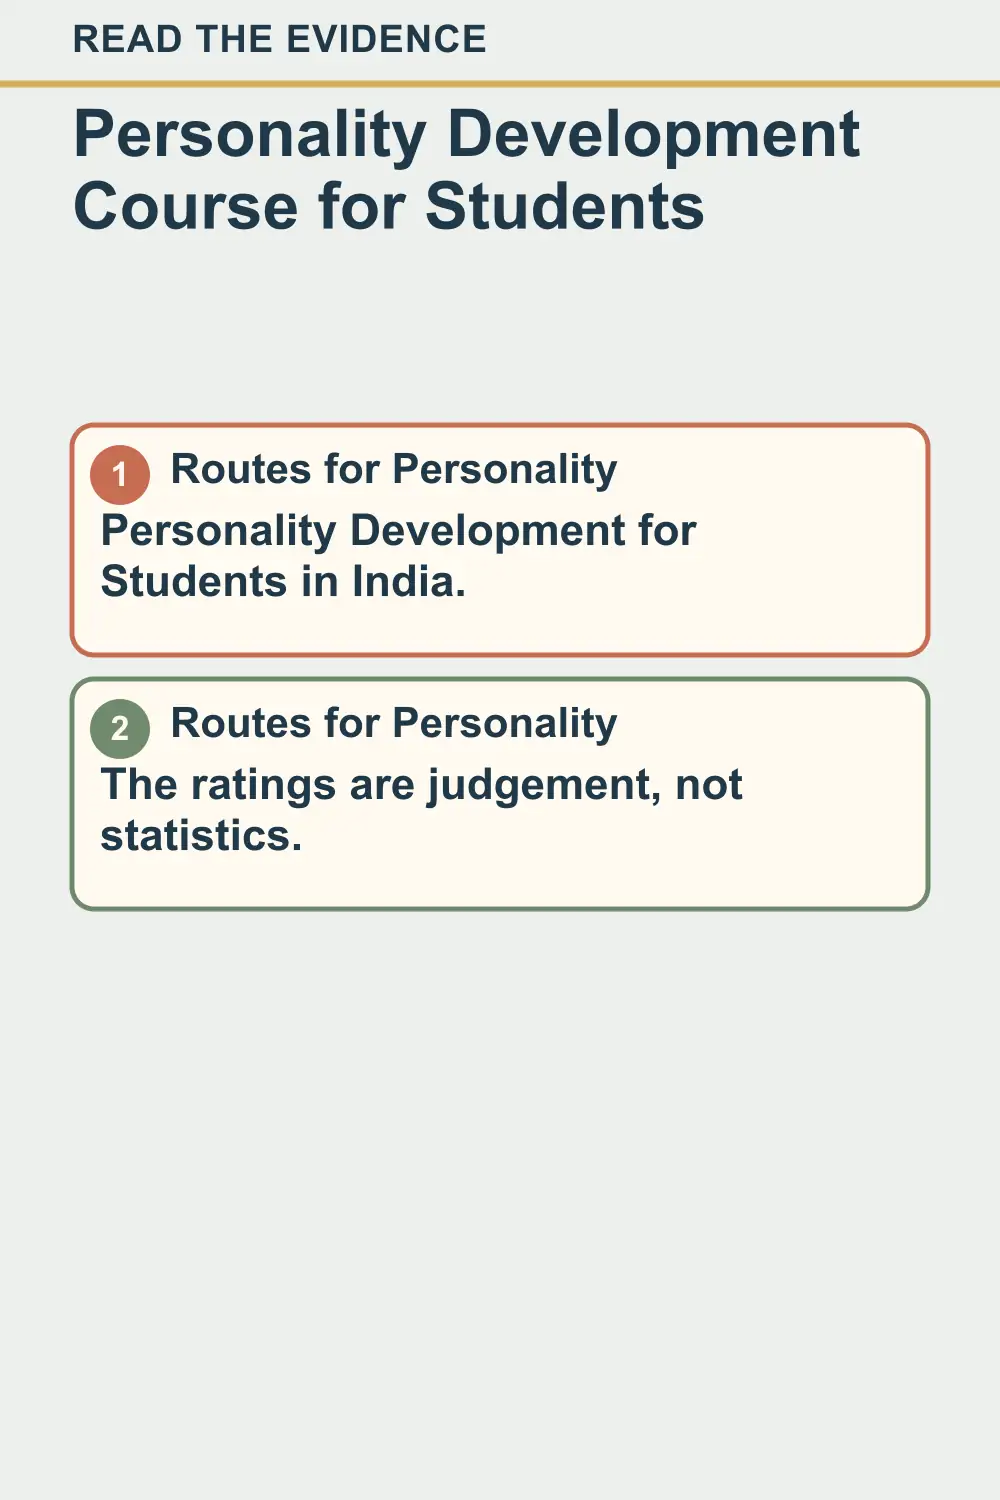 READ THE EVIDENCE
Personality Development
Course for Students
1 Routes for Personality
Personality Development for
Students in India.
2 Routes for Personality
The ratings are judgement, not
statistics.